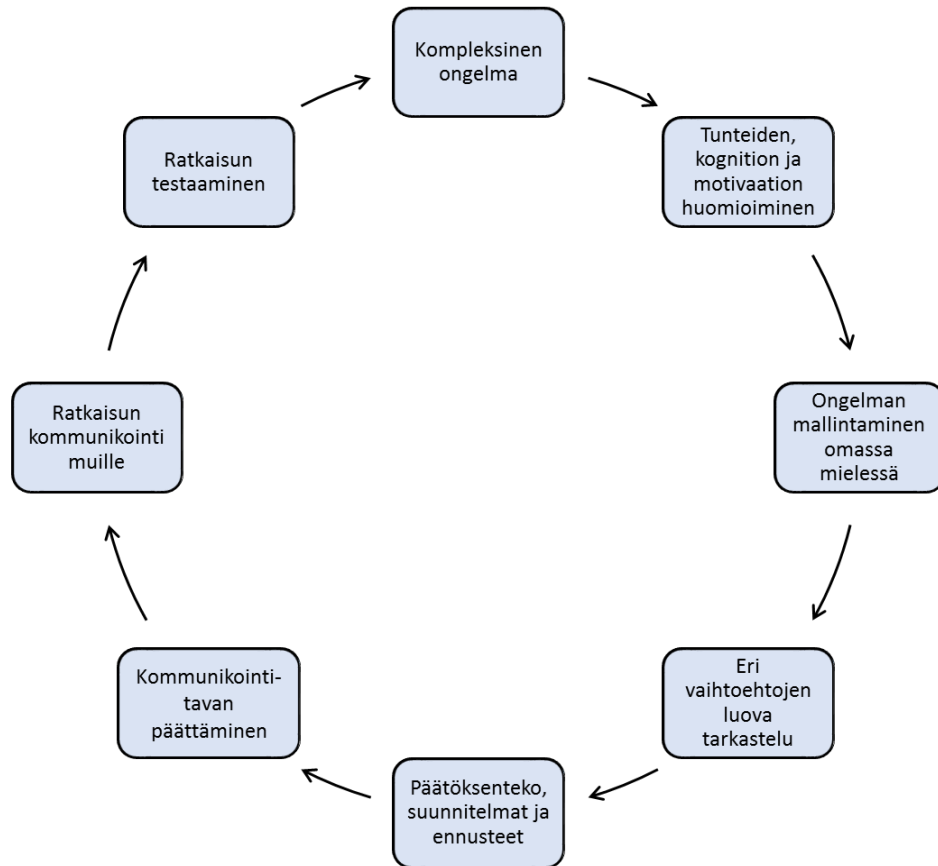 Kompleksinen
ongelma
Tunteiden,
kognition ja
motivaation
huomioiminen
Ongelman
mallintaminen
omassa
mielessä
Eri
vaihtoehtojen
luova
tarkastelu
Päätöksenteko,
suunnitelmat ja
ennusteet
Kommunikointi-
tavan
päättäminen
Ratkaisun
kommunikointi
muille
Ratkaisun
testaaminen